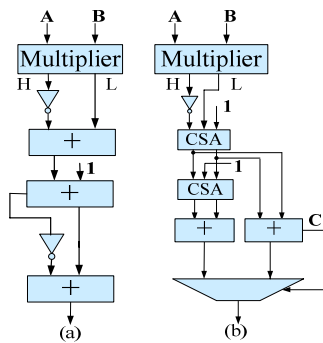 A B
Multiplier
H L
+
1
+
+
(a)
A B
Multiplier
H L
1
CSA
1
CSA
+ + C
(b)